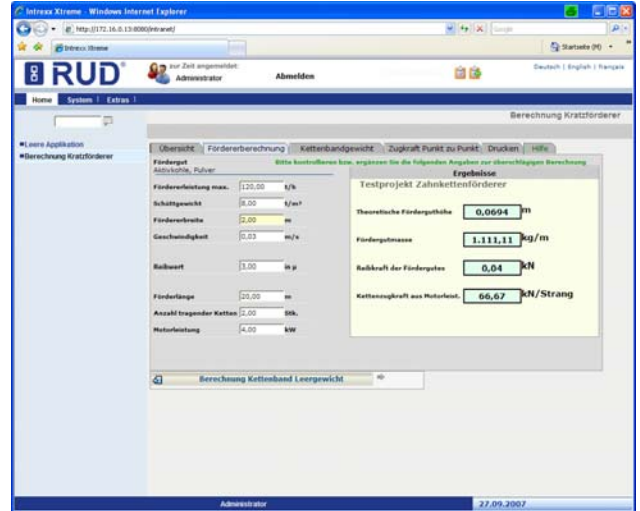 Intrexx Xtreme - Windows Internet Explorer
http://172.16.0.13:8080/intranet/
Google
Intrexx Xtreme
Startseite (M)
RUD
zur Zeit angemeldet:
Administrator
Abmelden
Deutsch | English | Français
Home System Extras
Berechnung Kratzförderer
Leere Applikation
Berechnung Kratzförderer
Übersicht Fördererberechnung Kettenbandgewicht Zugkraft Punkt zu Punkt Drucken Hilfe
Fördergut
Bitte kontrollieren bzw. ergänzen Sie die folgenden Angaben zur überschlägigen Berechnung
Aktivkohle, Pulver
Fördererleistung max. 120,00 t/h
Schüttgewicht 8,00 t/m³
Fördererbreite 2,00 m
Geschwindigkeit 0,03 m/s
Reibwert 3,00 in µ
Förderlänge 20,00 m
Anzahl tragender Ketten 2,00 Stk.
Motorleistung 4,00 kW
Ergebnisse
Testprojekt Zahnkettenförderer
Theoretische Förderguthöhe 0,0694 m
Fördergutmasse 1.111,11 kg/m
Reibkraft der Fördergutes 0,04 kN
Kettenzugkraft aus Motorleist. 66,67 kN/Strang
Berechnung Kettenband Leergewicht
Administrator
27.09.2007